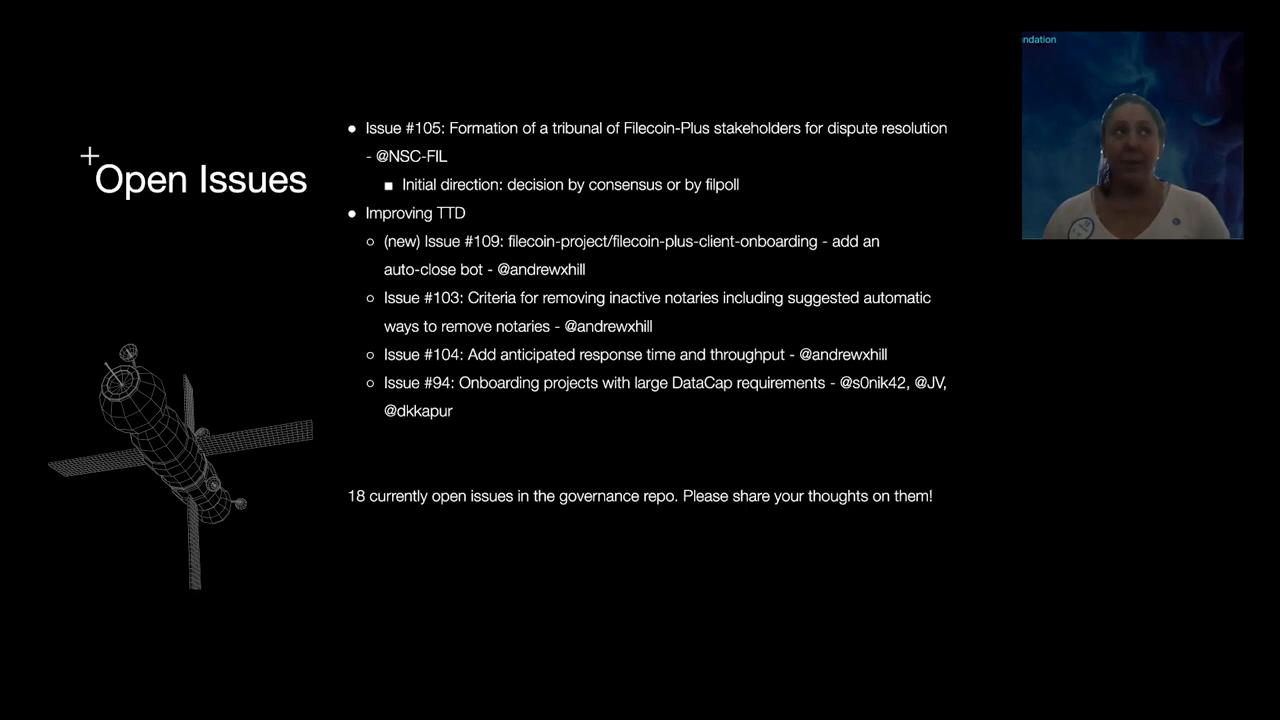 undation
Open Issues
Issue #105: Formation of a tribunal of Filecoin-Plus stakeholders for dispute resolution
- @NSC-FIL
Initial direction: decision by consensus or by filpoll
Improving TTD
(new) Issue #109: filecoin-project/filecoin-plus-client-onboarding - add an
auto-close bot - @andrewxhill
Issue #103: Criteria for removing inactive notaries including suggested automatic
ways to remove notaries - @andrewxhill
Issue #104: Add anticipated response time and throughput - @andrewxhill
Issue #94: Onboarding projects with large DataCap requirements - @s0nik42, @JV,
@dkkapur
18 currently open issues in the governance repo. Please share your thoughts on them!